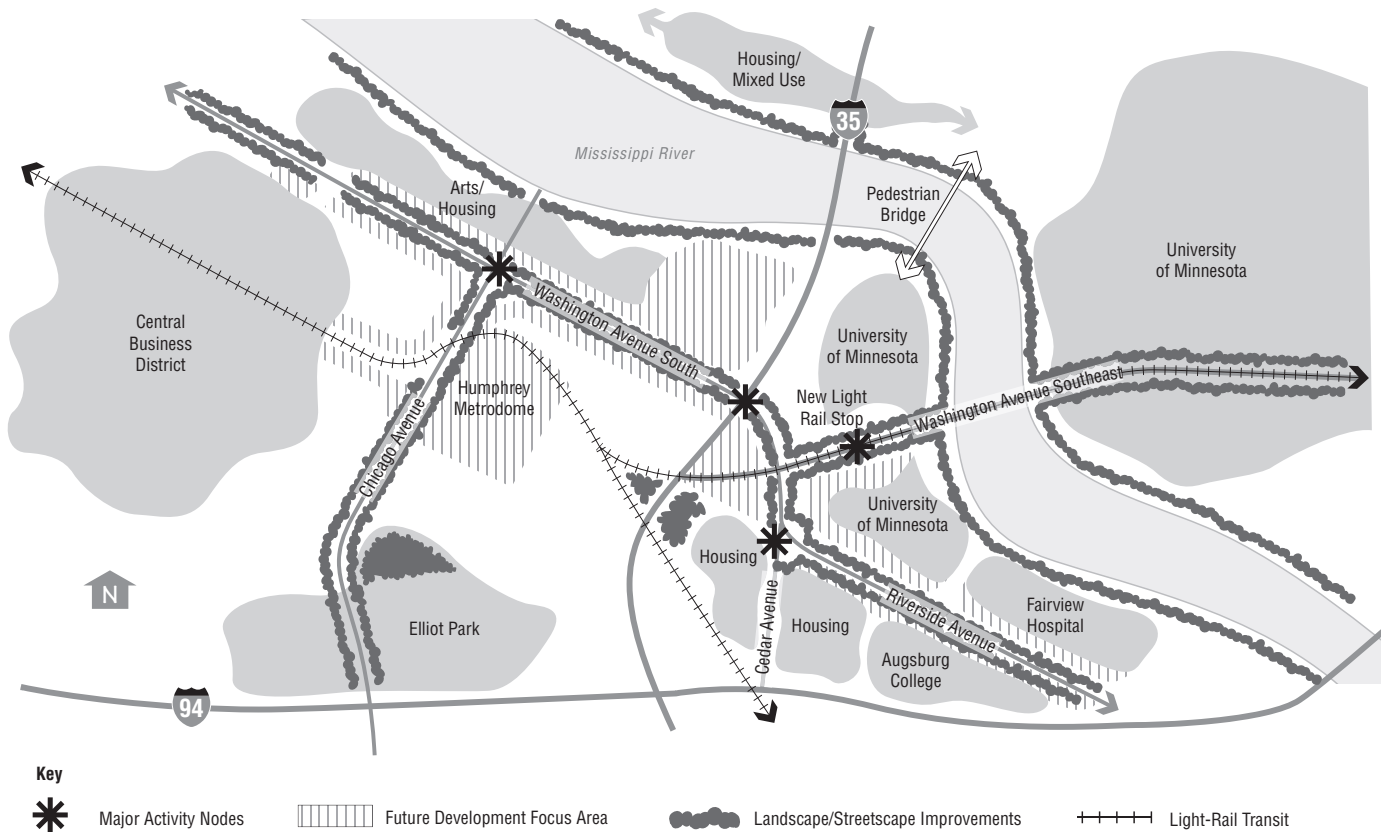 Housing/
Mixed Use
35
Mississippi River
Pedestrian
Bridge
University
of Minnesota
Arts/
Housing
Central
Business
District
Washington Avenue South
University
of Minnesota
Humphrey
Metrodome
New Light
Rail Stop
Washington Avenue Southeast
Chicago Avenue
University
of Minnesota
Housing
Cedar Avenue
Housing
Riverside Avenue
Fairview
Hospital
Augsburg
College
Elliot Park
N
94
Key
Major Activity Nodes
Future Development Focus Area
Landscape/Streetscape Improvements
Light-Rail Transit